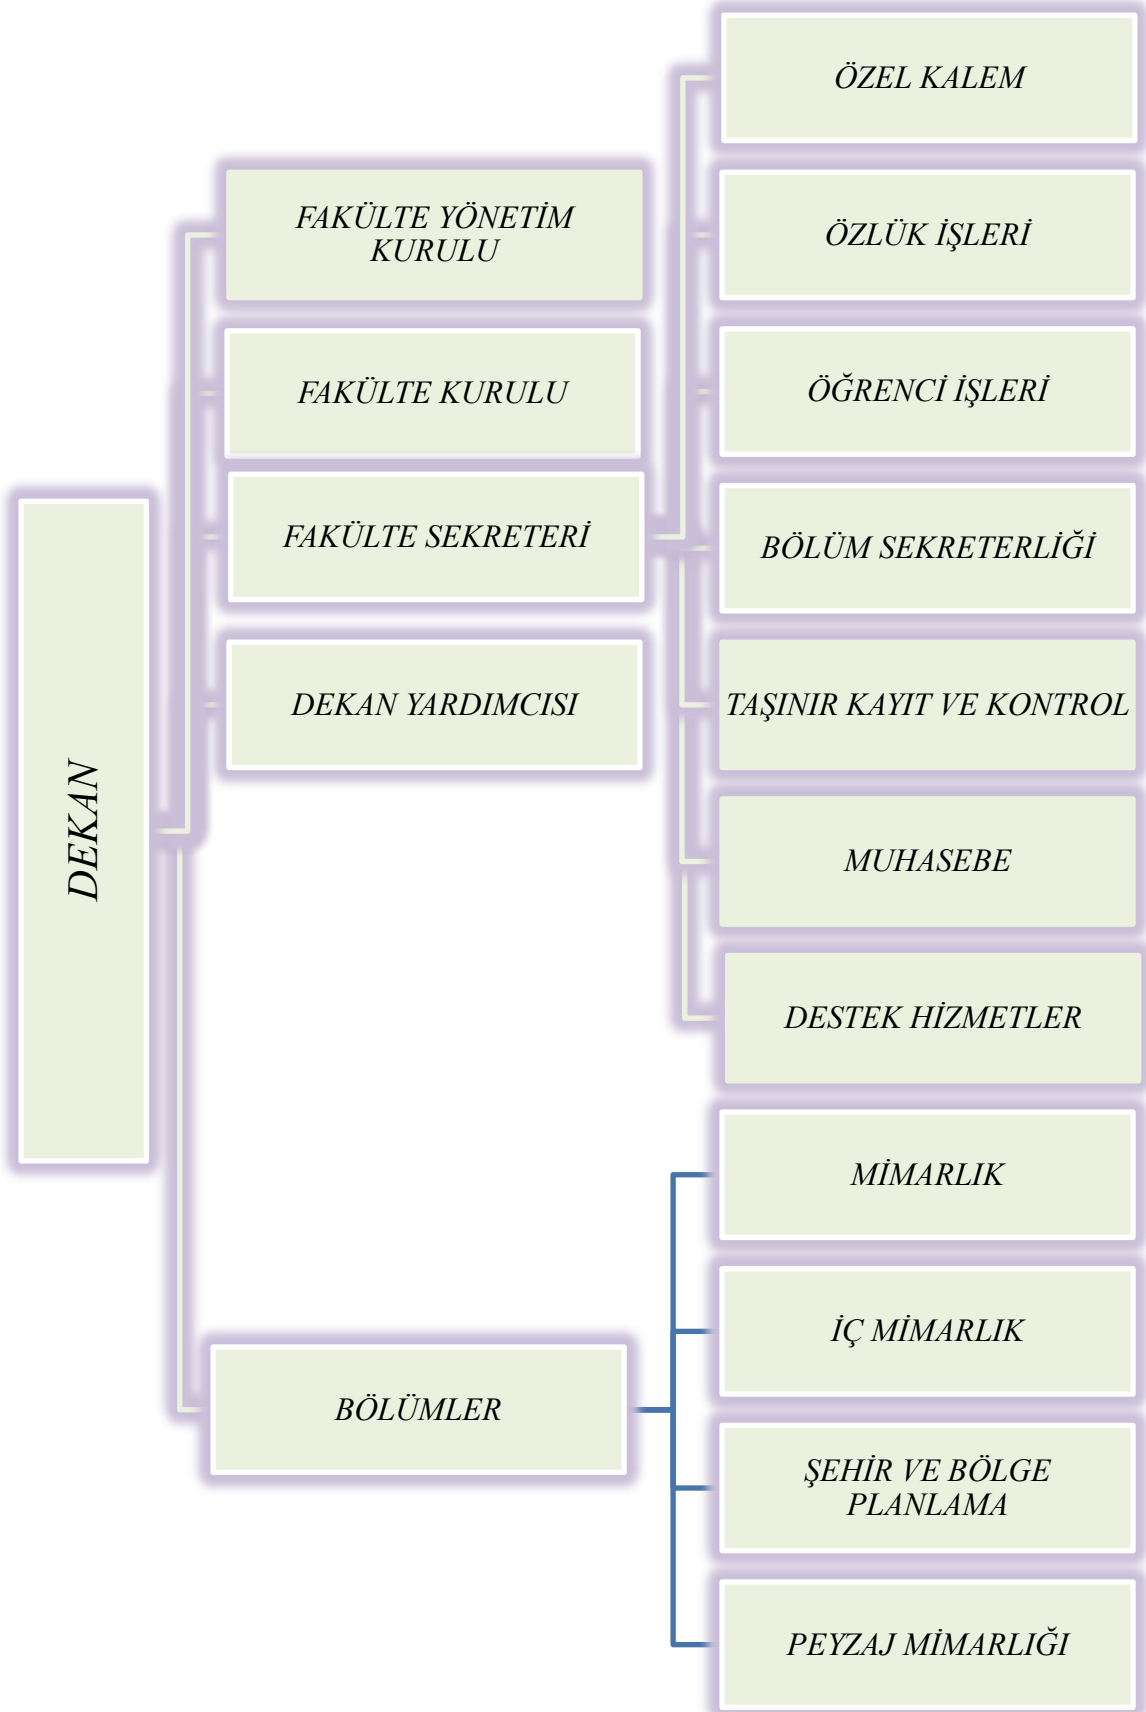 DEKAN
FAKÜLTE YÖNETİM
KURULU
FAKÜLTE KURULU
FAKÜLTE SEKRETERİ
ÖZEL KALEM
ÖZLÜK İŞLERİ
ÖĞRENCİ İŞLERİ
BÖLÜM SEKRETERLİĞİ
TAŞINIR KAYIT VE KONTROL
MUHASEBE
DESTEK HİZMETLER
DEKAN YARDIMCISI
BÖLÜMLER
MİMARLIK
İÇ MİMARLIK
ŞEHİR VE BÖLGE
PLANLAMA
PEYZAJ MİMARLIĞI